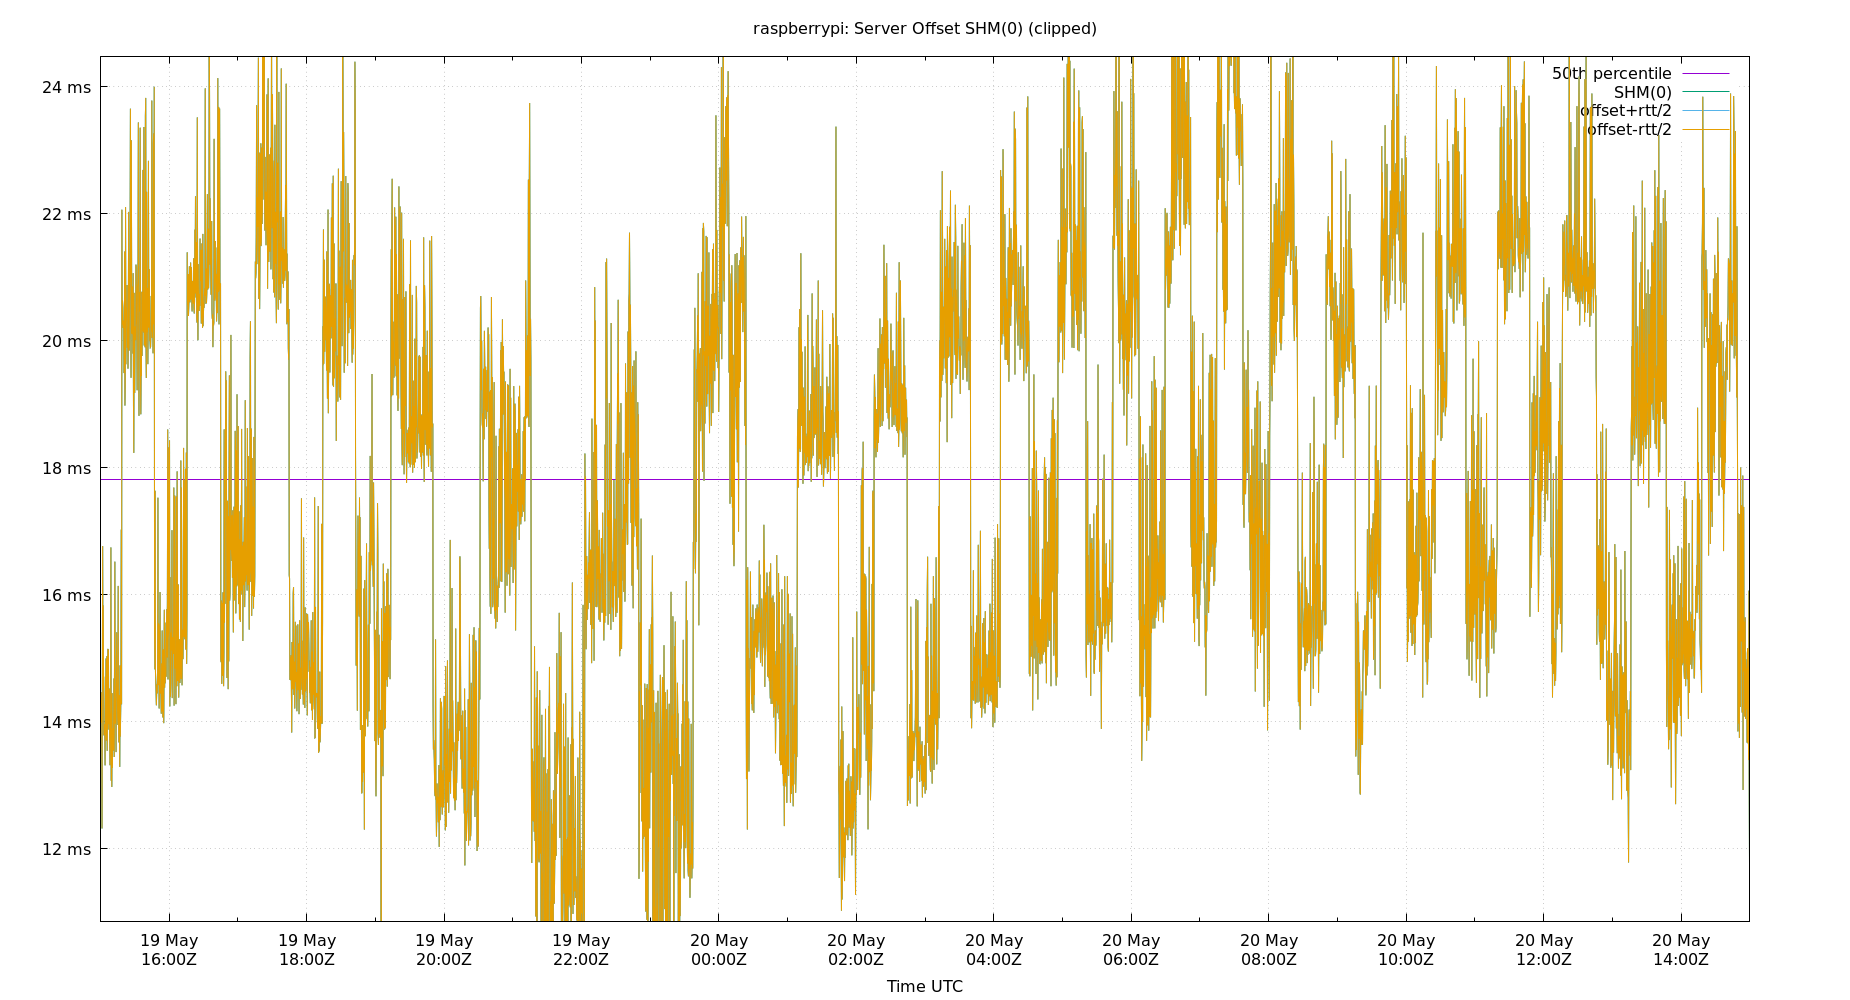 raspberrypi: Server Offset SHM(0) (clipped)
50th percentile
SHM(0)
offset+rtt/2
offset-rtt/2
24 ms
22 ms
20 ms
18 ms
16 ms
14 ms
12 ms
19 May 19 May 19 May 19 May 20 May 20 May 20 May 20 May 20 May 20 May 20 May 20 May
16:00Z 18:00Z 20:00Z 22:00Z 00:00Z 02:00Z 04:00Z 06:00Z 08:00Z 10:00Z 12:00Z 14:00Z
Time UTC